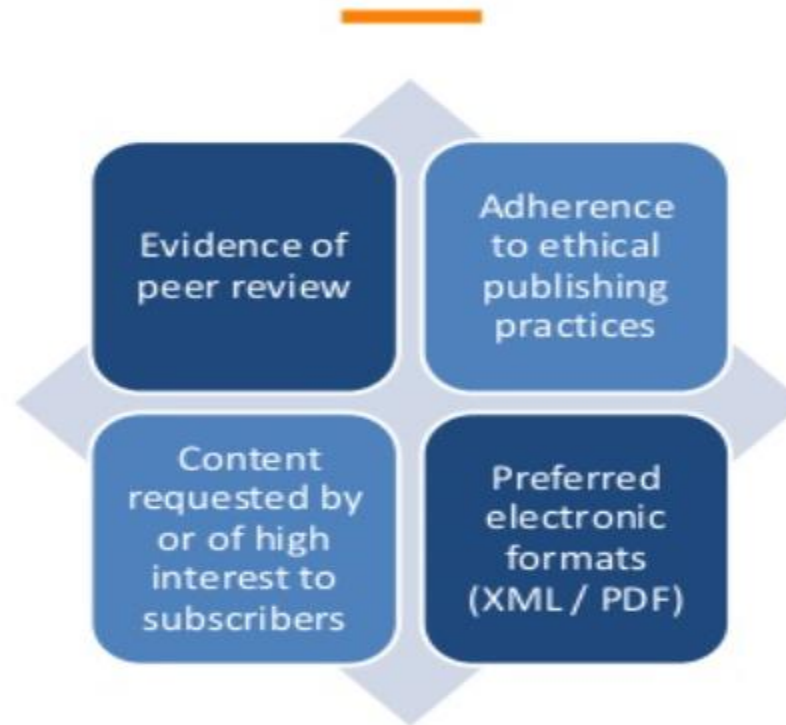 Evidence of
peer review
Adherence
to ethical
publishing
practices
Content
requested by
or of high
interest to
subscribers
Preferred
electronic
formats
(XML / PDF)